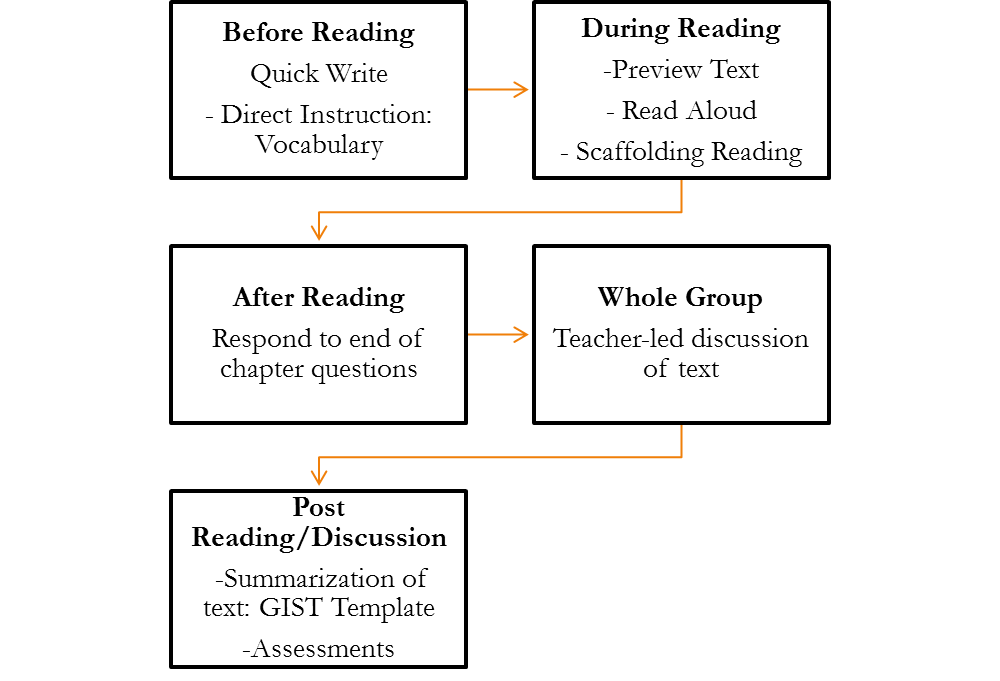 Before Reading
Quick Write
- Direct Instruction:
Vocabulary
During Reading
-Preview Text
- Read Aloud
- Scaffolding Reading
After Reading
Respond to end of
chapter questions
Whole Group
Teacher-led discussion
of text
Post
Reading/Discussion
-Summarization of
text: GIST Template
-Assessments